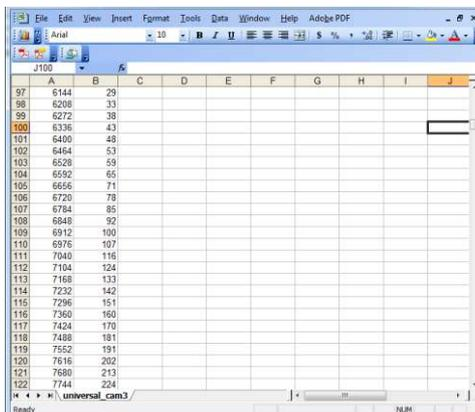 File Edit View Insert Format Tools Data Window Help Adobe PDF
Arial 10 B I U $ % ,
J100 fx
A B C D E F G H I J
97 6144 29
98 6208 33
99 6272 38
100 6336 43
101 6400 48
102 6464 53
103 6528 59
104 6592 65
105 6656 71
106 6720 78
107 6784 85
108 6848 92
109 6912 100
110 6976 107
111 7040 116
112 7104 124
113 7168 133
114 7232 142
115 7296 151
116 7360 160
117 7424 170
118 7488 181
119 7552 191
120 7616 202
121 7680 213
122 7744 224
universal_cam3
Ready NUM